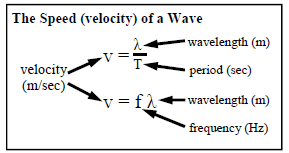 The Speed (velocity) of a Wave
v = λ/T
wavelength (m)
period (sec)
velocity
(m/sec)
v = f λ
wavelength (m)
frequency (Hz)